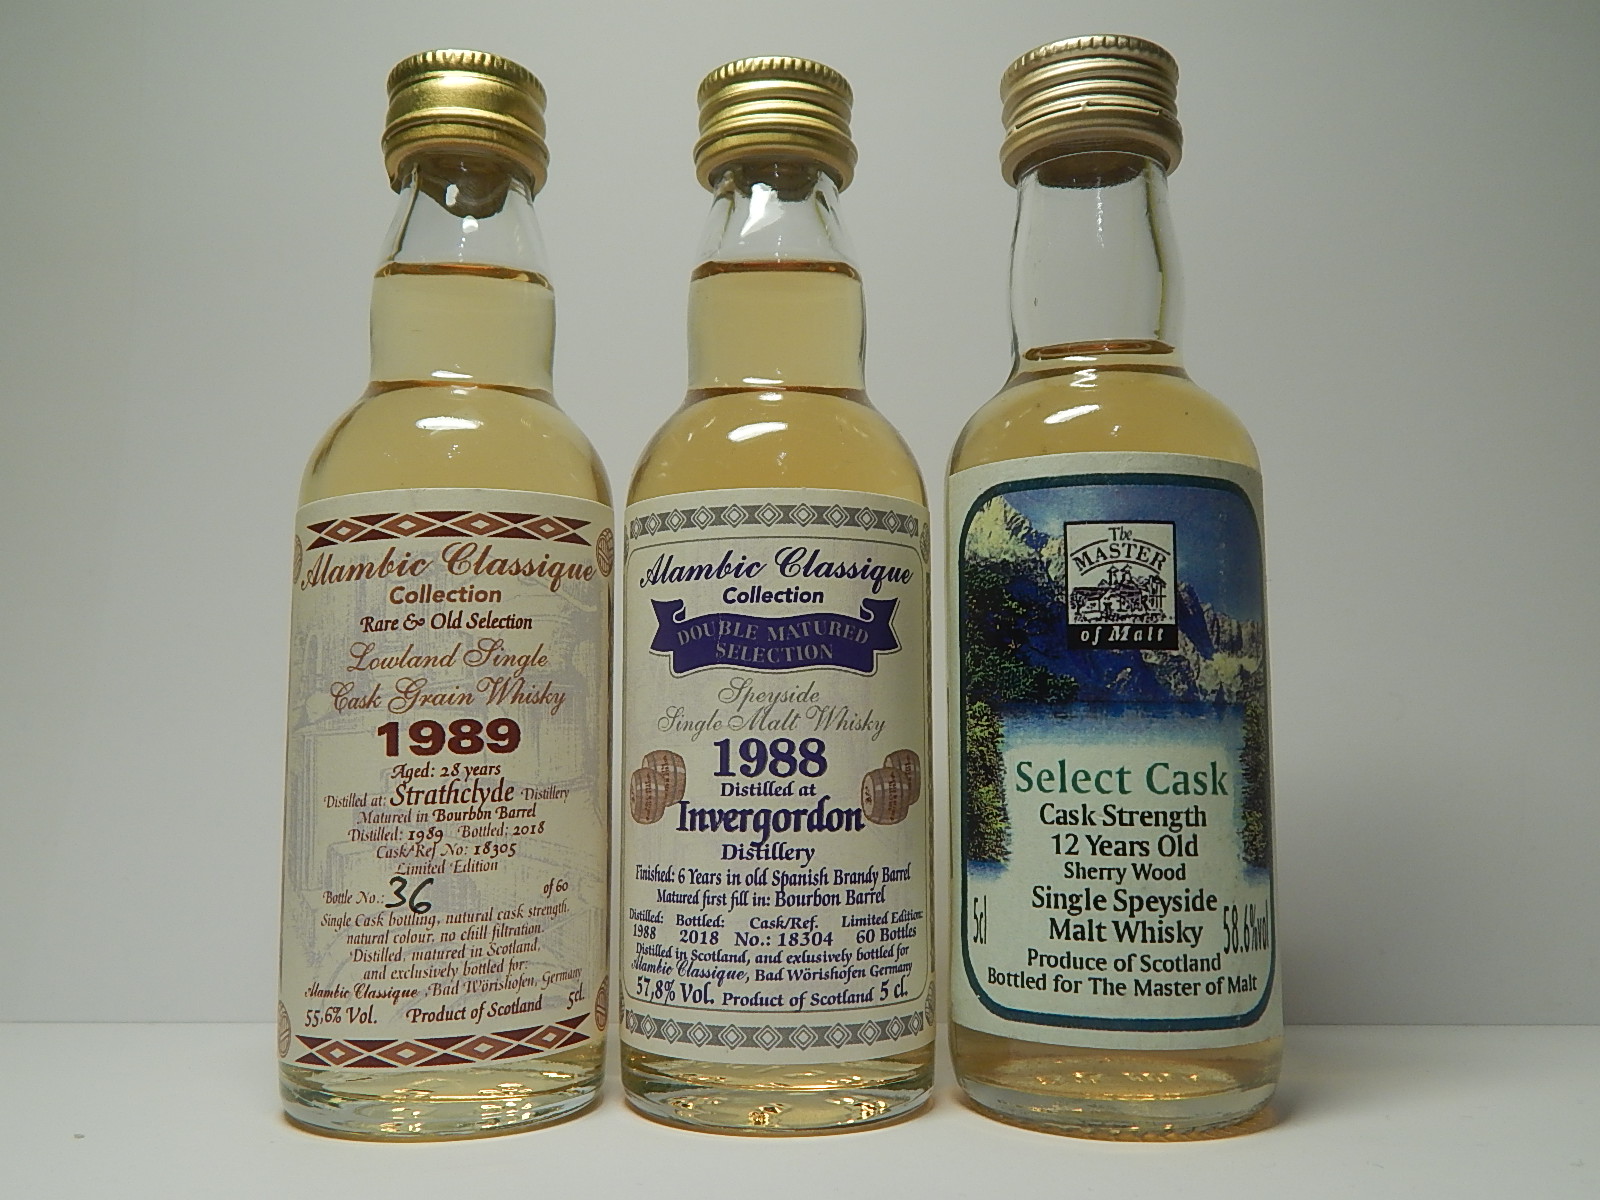 Alambic Classique
Collection
Rare & Old Selection
Lowland Single
Cask Grain Whisky
1989
Aged: 28 years
Distilled at: Strathclyde Distillery
Matured in Bourbon Barrel
Distilled: 1989 Bottled: 2018
Cask/Ref No: 18305
Limited Edition
Bottle No.: 36 of 60
Single Cask bottling, natural cask strength,
natural colour, no chill filtration.
Distilled, matured in Scotland,
and exclusively bottled for:
Alambic Classique, Bad Wörishofen, Germany
55,6% Vol. Product of Scotland 5cl.
Alambic Classique
Collection
DOUBLE MATURED
SELECTION
Speyside
Single Malt Whisky
1988
Distilled at
Invergordon
Distillery
Finished: 6 Years in old Spanish Brandy Barrel
Matured first fill in: Bourbon Barrel
Distilled: Bottled: Cask/Ref. Limited Edition:
1988 2018 No.: 18304 60 Bottles
Distilled in Scotland, and exlusively bottled for
Alambic Classique, Bad Wörishofen Germany
57,8% Vol. Product of Scotland 5 cl.
The
MASTER
of Malt
Select Cask
Cask Strength
12 Years Old
Sherry Wood
Single Speyside
Malt Whisky
5cl 58.6%vol
Produce of Scotland
Bottled for The Master of Malt